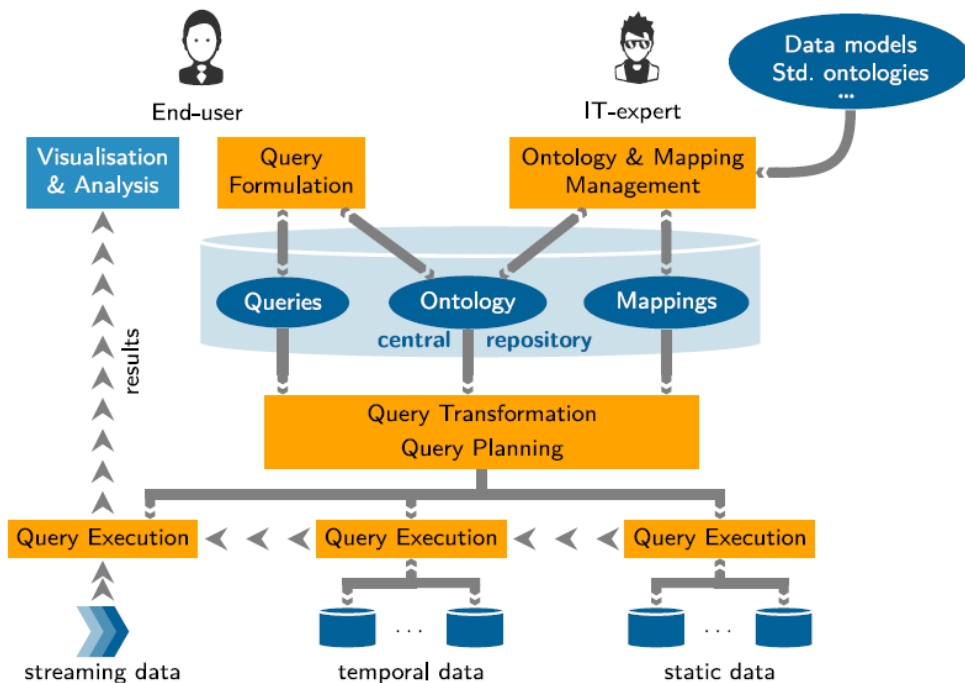 Data models
Std. ontologies
...
End-user
IT-expert
Visualisation
& Analysis
Query
Formulation
Ontology & Mapping
Management
Queries
Ontology
Mappings
central repository
results
Query Transformation
Query Planning
Query Execution
Query Execution
Query Execution
...
...
streaming data
temporal data
static data